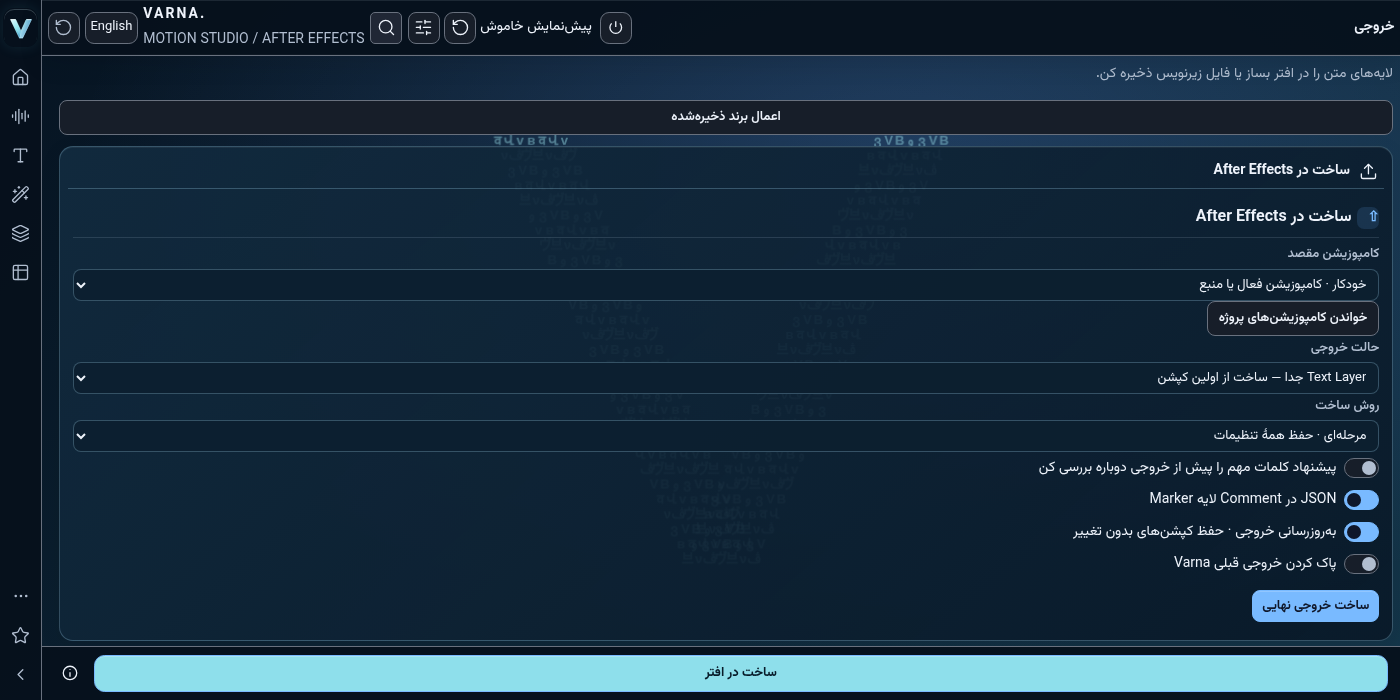 خروجی
پیش‌نمایش خاموش
VARNA.
MOTION STUDIO / AFTER EFFECTS
English
لایه‌های متن را در افتر بساز یا فایل زیرنویس ذخیره کن.
اعمال برند ذخیره‌شده
ساخت در After Effects
ساخت در After Effects
کامپوزیشن مقصد
خودکار · کامپوزیشن فعال یا منبع
خواندن کامپوزیشن‌های پروژه
حالت خروجی
Text Layer جدا — ساخت از اولین کپشن
روش ساخت
مرحله‌ای · حفظ همهٔ تنظیمات
پیشنهاد کلمات مهم را پیش از خروجی دوباره بررسی کن
JSON در Comment لایه Marker
به‌روزرسانی خروجی · حفظ کپشن‌های بدون تغییر
پاک کردن خروجی قبلی Varna
ساخت خروجی نهایی
ساخت در افتر